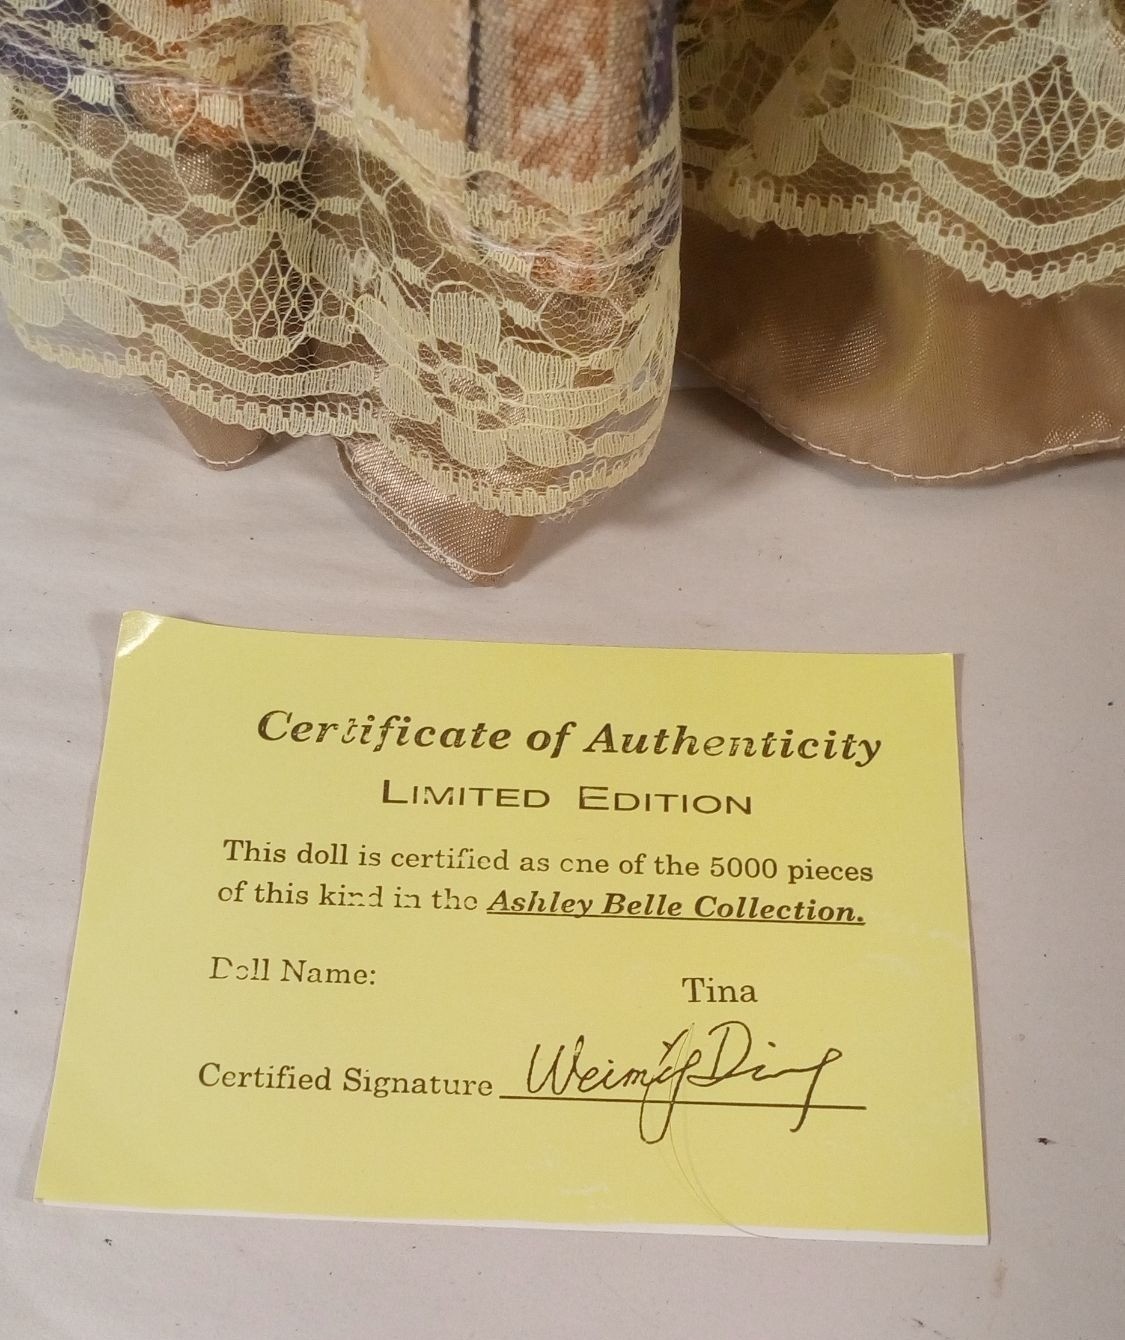 Certificate of Authenticity
LIMITED EDITION
This doll is certified as one of the 5000 pieces
of this kind in the Ashley Belle Collection.
Doll Name: Tina
Certified Signature